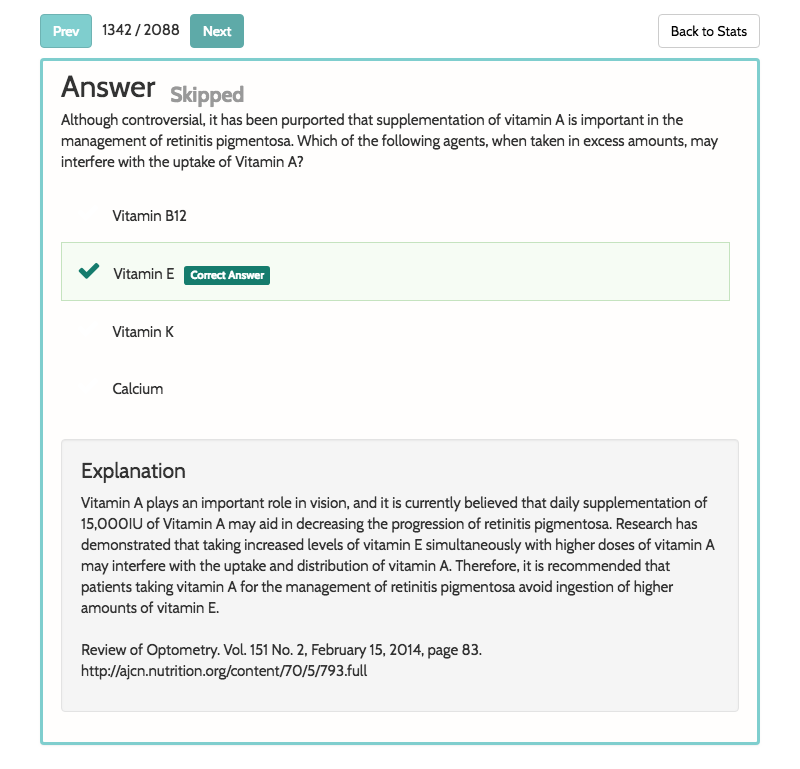 Prev 1342 / 2088 Next Back to Stats
Answer Skipped
Although controversial, it has been purported that supplementation of vitamin A is important in the
management of retinitis pigmentosa. Which of the following agents, when taken in excess amounts, may
interfere with the uptake of Vitamin A?
Vitamin B12
Vitamin E Correct Answer
Vitamin K
Calcium
Explanation
Vitamin A plays an important role in vision, and it is currently believed that daily supplementation of
15,000IU of Vitamin A may aid in decreasing the progression of retinitis pigmentosa. Research has
demonstrated that taking increased levels of vitamin E simultaneously with higher doses of vitamin A
may interfere with the uptake and distribution of vitamin A. Therefore, it is recommended that
patients taking vitamin A for the management of retinitis pigmentosa avoid ingestion of higher
amounts of vitamin E.
Review of Optometry. Vol. 151 No. 2, February 15, 2014, page 83.
http://ajcn.nutrition.org/content/70/5/793.full